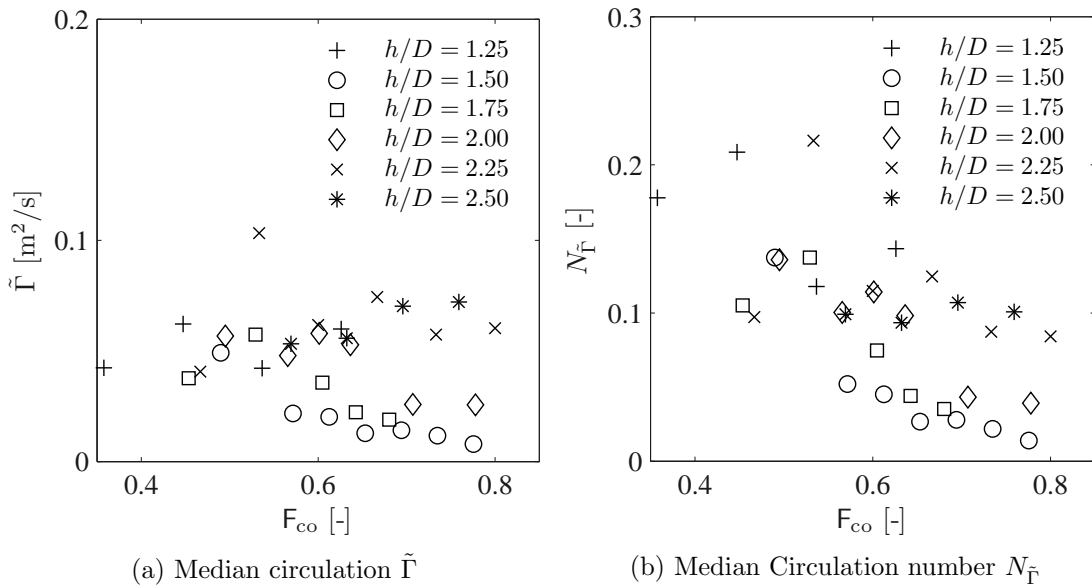 0.2
0.1
0
0.4 0.6 0.8
Γ̃ [m²/s]
F_co [-]
h/D = 1.25
h/D = 1.50
h/D = 1.75
h/D = 2.00
h/D = 2.25
h/D = 2.50
(a) Median circulation Γ̃
0.3
0.2
0.1
0
0.4 0.6 0.8
N_Γ̃ [-]
F_co [-]
h/D = 1.25
h/D = 1.50
h/D = 1.75
h/D = 2.00
h/D = 2.25
h/D = 2.50
(b) Median Circulation number N_Γ̃